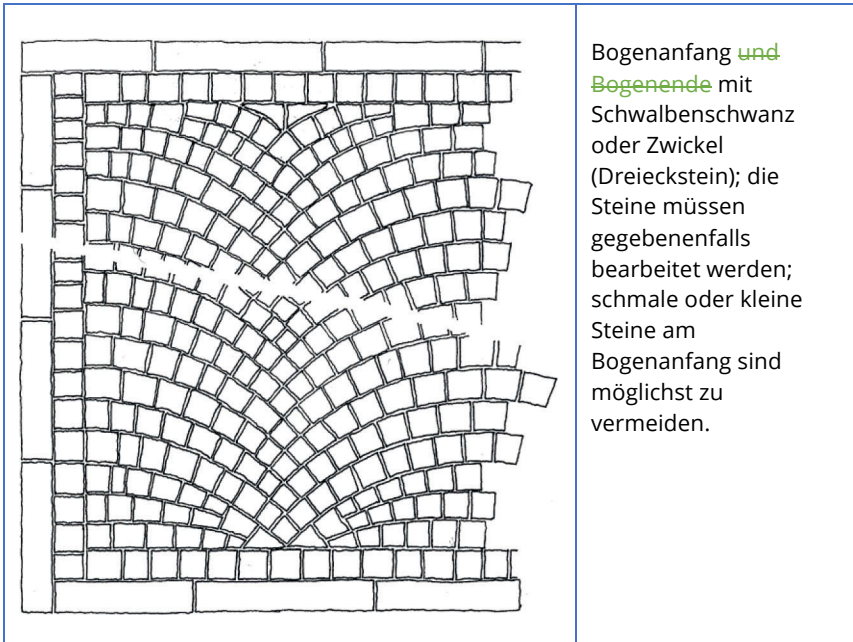 Bogenanfang und
Bogenende mit
Schwalbenschwanz
oder Zwickel
(Dreieckstein); die
Steine müssen
gegebenenfalls
bearbeitet werden;
schmale oder kleine
Steine am
Bogenanfang sind
möglichst zu
vermeiden.